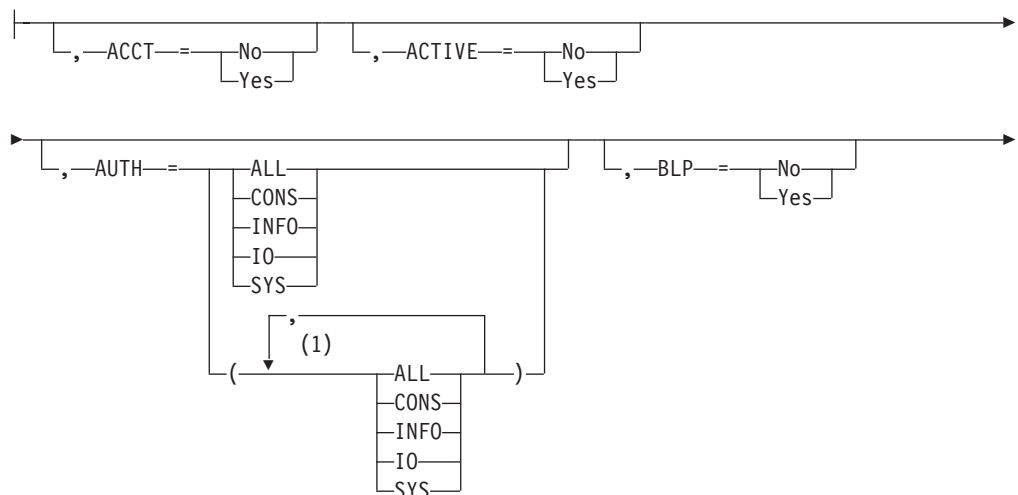 , ACCT = No , ACTIVE = No
Yes Yes
, AUTH = ALL , BLP = No
CONS Yes
INFO
IO
SYS
,
(1)
( ALL )
CONS
INFO
IO
SYS